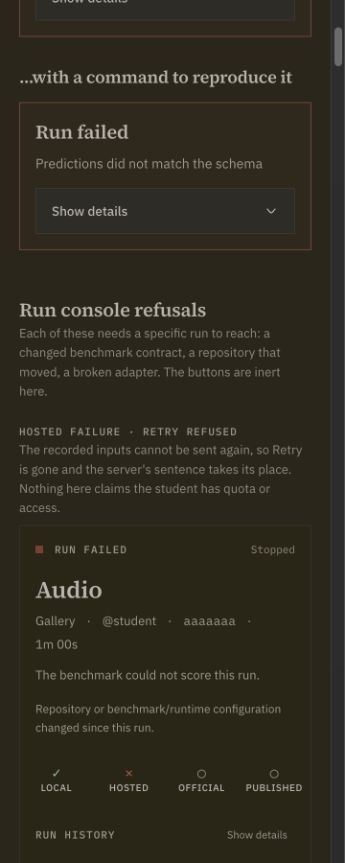 Show details
...with a command to reproduce it
Run failed
Predictions did not match the schema
Show details
Run console refusals
Each of these needs a specific run to reach: a
changed benchmark contract, a repository that
moved, a broken adapter. The buttons are inert
here.
HOSTED FAILURE · RETRY REFUSED
The recorded inputs cannot be sent again, so Retry
is gone and the server's sentence takes its place.
Nothing here claims the student has quota or
access.
RUN FAILED Stopped
Audio
Gallery · @student · aaaaaaa ·
1m 00s
The benchmark could not score this run.
Repository or benchmark/runtime configuration
changed since this run.
✓ × ○ ○
LOCAL HOSTED OFFICIAL PUBLISHED
RUN HISTORY Show details